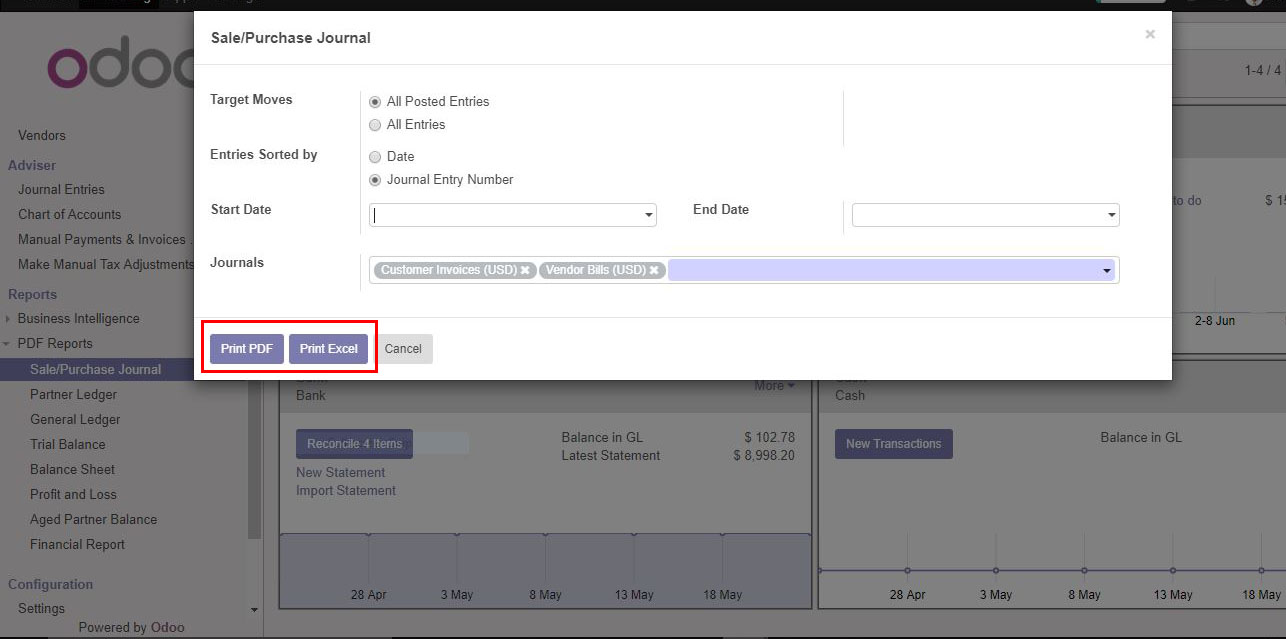 Sale/Purchase Journal
×
odoo
1-4 / 4
Target Moves
All Posted Entries
All Entries
Entries Sorted by
Date
Journal Entry Number
Start Date
End Date
Journals
Customer Invoices (USD) ✖
Vendor Bills (USD) ✖
Print PDF
Print Excel
Cancel
Vendors
Adviser
Journal Entries
Chart of Accounts
Manual Payments & Invoices .
Make Manual Tax Adjustments
Reports
Business Intelligence
PDF Reports
Sale/Purchase Journal
Partner Ledger
General Ledger
Trial Balance
Balance Sheet
Profit and Loss
Aged Partner Balance
Financial Report
Configuration
Settings
Powered by Odoo
to do
2-8 Jun
Bank
More
Reconcile 4 Items
New Statement
Import Statement
Balance in GL
$ 102.78
Latest Statement
$ 8,998.20
28 Apr
3 May
8 May
13 May
18 May
Cash
New Transactions
Balance in GL
28 Apr
3 May
8 May
13 May
18 May